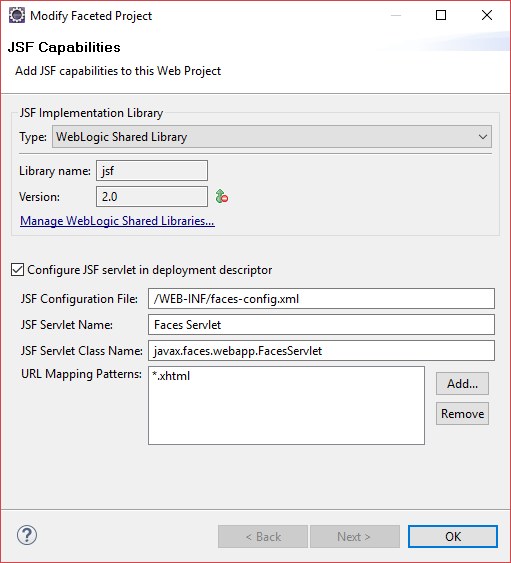 Modify Faceted Project
JSF Capabilities
Add JSF capabilities to this Web Project
JSF Implementation Library
Type: WebLogic Shared Library
Library name: jsf
Version: 2.0
Manage WebLogic Shared Libraries...
Configure JSF servlet in deployment descriptor
JSF Configuration File: /WEB-INF/faces-config.xml
JSF Servlet Name: Faces Servlet
JSF Servlet Class Name: javax.faces.webapp.FacesServlet
URL Mapping Patterns: *.xhtml
Add...
Remove
? < Back Next > OK